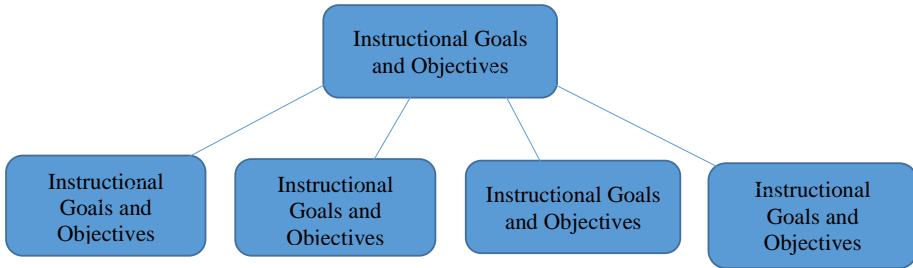 Instructional Goals
and Objectives
Instructional
Goals and
Objectives
Instructional
Goals and
Objectives
Instructional Goals
and Objectives
Instructional
Goals and
Objectives